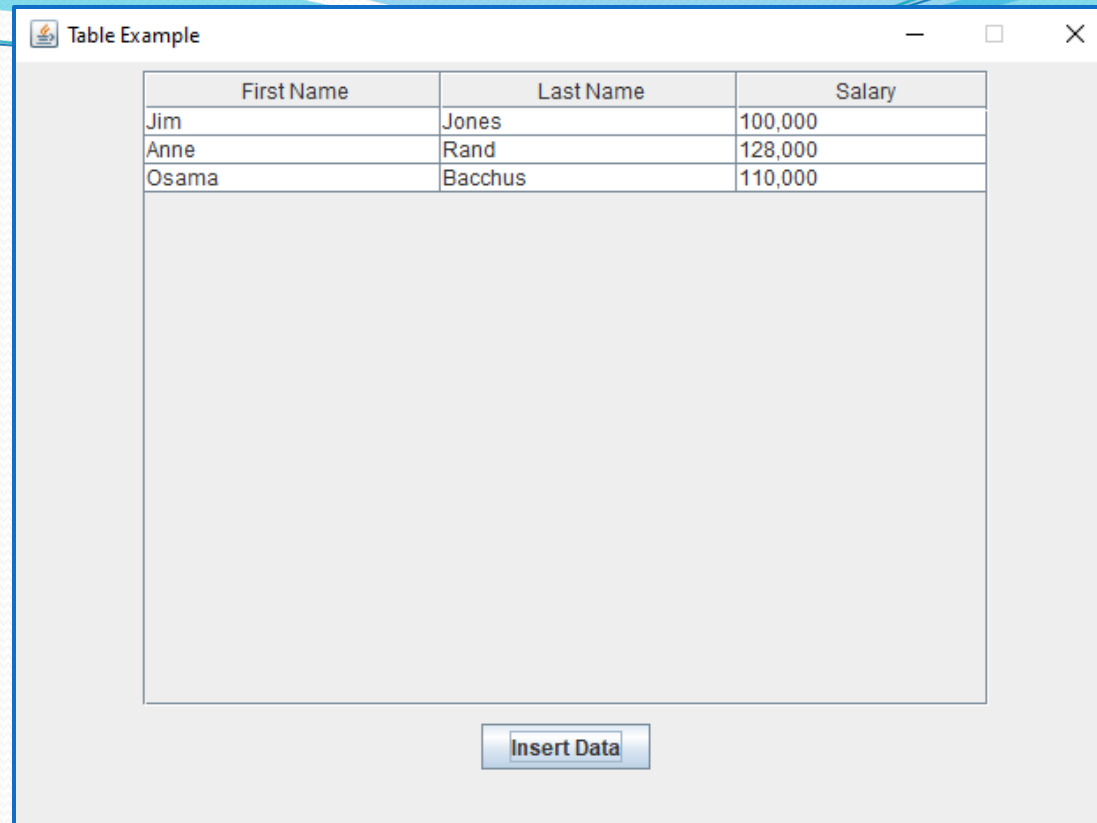 Table Example
First Name Last Name Salary
Jim Jones 100,000
Anne Rand 128,000
Osama Bacchus 110,000
Insert Data